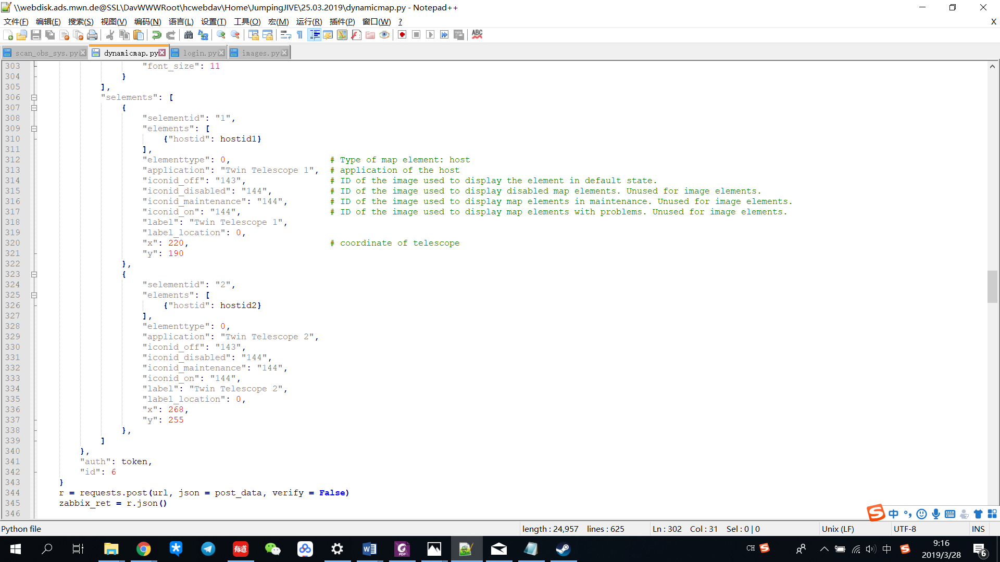 \\webdisk.ads.mwn.de@SSL\DavWWWRoot\hcwebdav\Home\JumpingJIVE\25.03.2019\dynamicmap.py - Notepad++
文件(F) 编辑(E) 搜索(S) 视图(V) 编码(N) 语言(L) 设置(T) 工具(O) 宏(M) 运行(R) 插件(P) 窗口(W) ? X
ABC
scan_obs_sys.py dynamicmap.py login.py images.py
303 "font_size": 11
304 }
305 ],
306 "selements": [
307 {
308 "selementid": "1",
309 "elements": [
310 {"hostid": hostid1}
311 ],
312 "elementtype": 0, # Type of map element: host
313 "application": "Twin Telescope 1", # application of the host
314 "iconid_off": "143", # ID of the image used to display the element in default state.
315 "iconid_disabled": "144", # ID of the image used to display disabled map elements. Unused for image elements.
316 "iconid_maintenance": "144", # ID of the image used to display map elements in maintenance. Unused for image elements.
317 "iconid_on": "144", # ID of the image used to display map elements with problems. Unused for image elements.
318 "label": "Twin Telescope 1",
319 "label_location": 0,
320 "x": 220, # coordinate of telescope
321 "y": 190
322 },
323 {
324 "selementid": "2",
325 "elements": [
326 {"hostid": hostid2}
327 ],
328 "elementtype": 0,
329 "application": "Twin Telescope 2",
330 "iconid_off": "143",
331 "iconid_disabled": "144",
332 "iconid_maintenance": "144",
333 "iconid_on": "144",
334 "label": "Twin Telescope 2",
335 "label_location": 0,
336 "x": 268,
337 "y": 255
338 },
339 ]
340 },
341 "auth": token,
342 "id": 6
343 }
344 r = requests.post(url, json = post_data, verify = False)
345 zabbix_ret = r.json()
346
S 中
Python file length : 24,957 lines : 625 Ln : 302 Col : 31 Sel : 0 | 0 Unix (LF) UTF-8 INS
有道 PDF CH S 中 S 9:16
2019/3/28 6